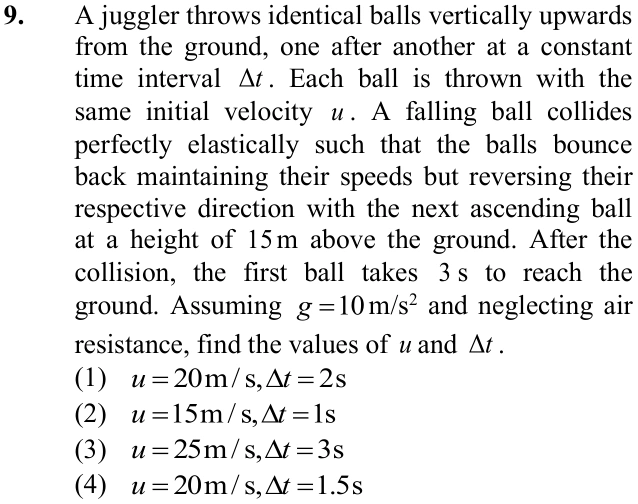 9. A juggler throws identical balls vertically upwards
from the ground, one after another at a constant
time interval Δt. Each ball is thrown with the
same initial velocity u. A falling ball collides
perfectly elastically such that the balls bounce
back maintaining their speeds but reversing their
respective direction with the next ascending ball
at a height of 15 m above the ground. After the
collision, the first ball takes 3 s to reach the
ground. Assuming g = 10 m/s² and neglecting air
resistance, find the values of u and Δt.
(1) u = 20 m/s, Δt = 2s
(2) u = 15 m/s, Δt = 1s
(3) u = 25 m/s, Δt = 3s
(4) u = 20 m/s, Δt = 1.5s